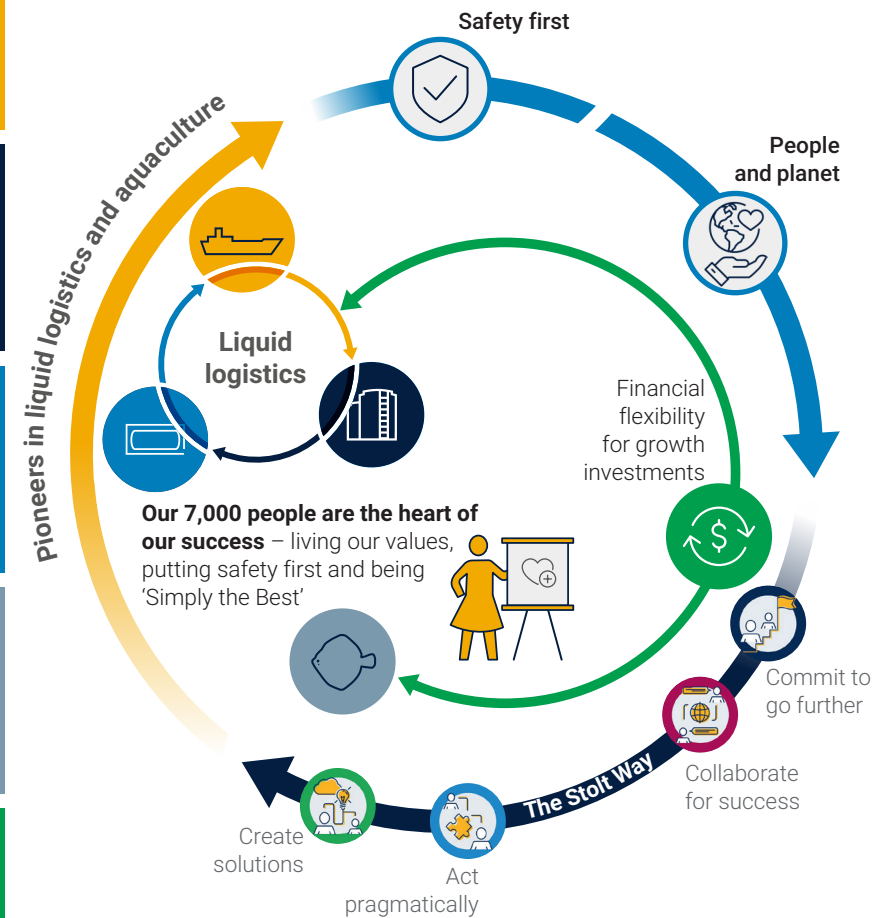 Safety first
People
and planet
Pioneers in liquid logistics and aquaculture
Liquid
logistics
Financial
flexibility
for growth
investments
$
Our 7,000 people are the heart of
our success – living our values,
putting safety first and being
‘Simply the Best’
Commit to
go further
Collaborate
for success
The Stolt Way
Create
solutions
Act
pragmatically